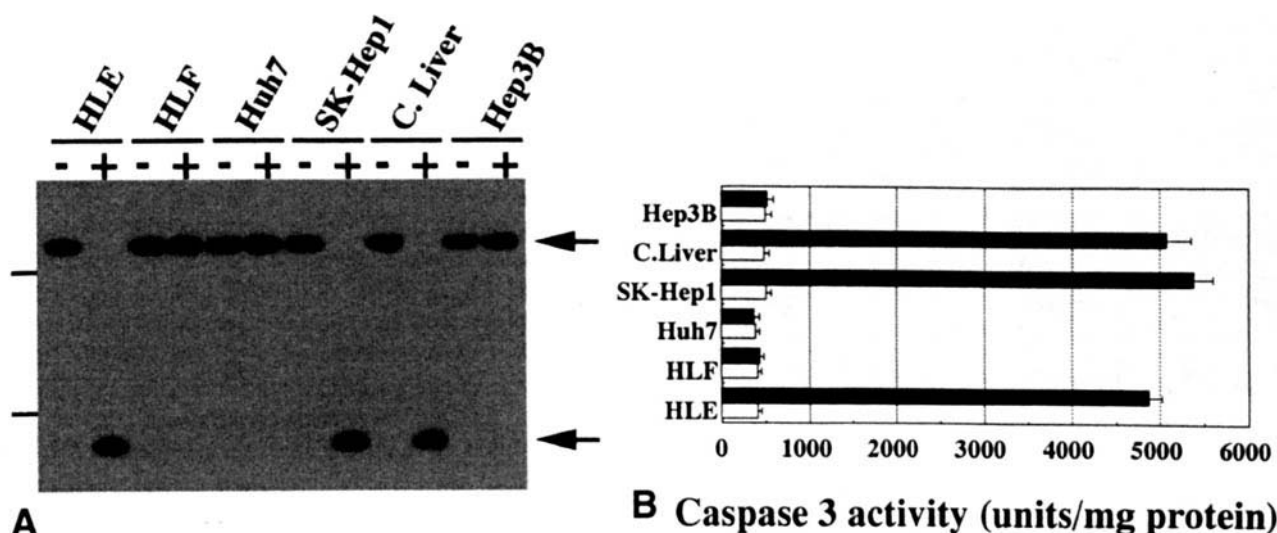 HLE HLF Huh7 SK-Hep1 C. Liver Hep3B
- + - + - + - + - + - +
A
Hep3B
C.Liver
SK-Hep1
Huh7
HLF
HLE
0 1000 2000 3000 4000 5000 6000
B Caspase 3 activity (units/mg protein)